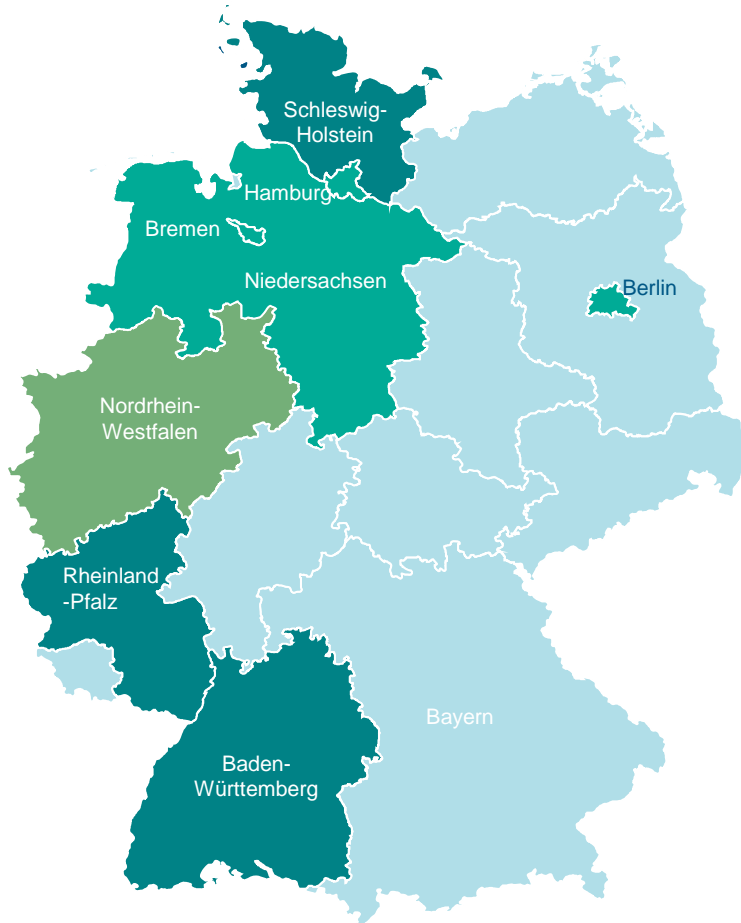 Schleswig-
Holstein
Hamburg
Bremen
Niedersachsen
Berlin
Nordrhein-
Westfalen
Rheinland
-Pfalz
Bayern
Baden-
Württemberg